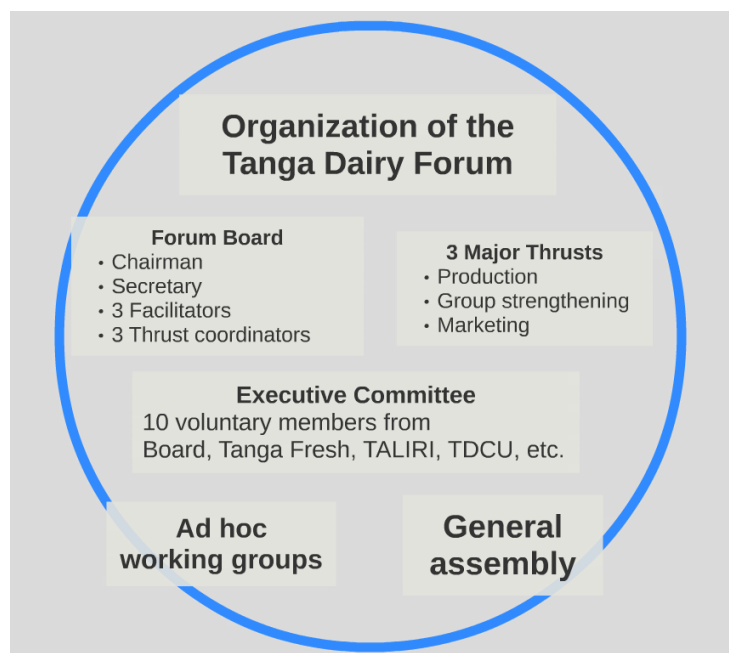 Organization of the
Tanga Dairy Forum
Forum Board
• Chairman
• Secretary
• 3 Facilitators
• 3 Thrust coordinators
3 Major Thrusts
• Production
• Group strengthening
• Marketing
Executive Committee
10 voluntary members from
Board, Tanga Fresh, TALIRI, TDCU, etc.
Ad hoc
working groups
General
assembly